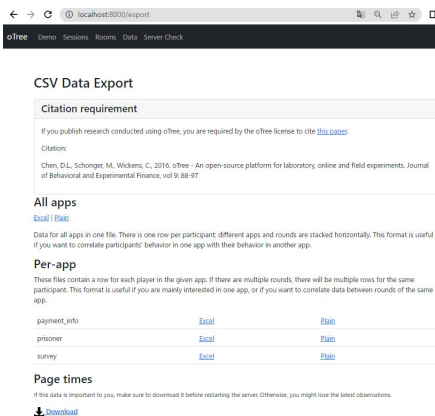 localhost:8000/export
oTree Demo Sessions Rooms Data Server Check
CSV Data Export
Citation requirement
If you publish research conducted using oTree, you are required by the oTree license to cite this paper.
Citation:
Chen, D.L., Schonger, M., Wickens, C., 2016. oTree - An open-source platform for laboratory, online and field experiments. Journal
of Behavioral and Experimental Finance, vol 9: 88-97
All apps
Excel | Plain
Data for all apps in one file. There is one row per participant; different apps and rounds are stacked horizontally. This format is useful
if you want to correlate participants' behavior in one app with their behavior in another app.
Per-app
These files contain a row for each player in the given app. If there are multiple rounds, there will be multiple rows for the same
participant. This format is useful if you are mainly interested in one app, or if you want to correlate data between rounds of the same
app.
payment_info Excel Plain
prisoner Excel Plain
survey Excel Plain
Page times
If this data is important to you, make sure to download it before restarting the server. Otherwise, you might lose the latest observations.
Download